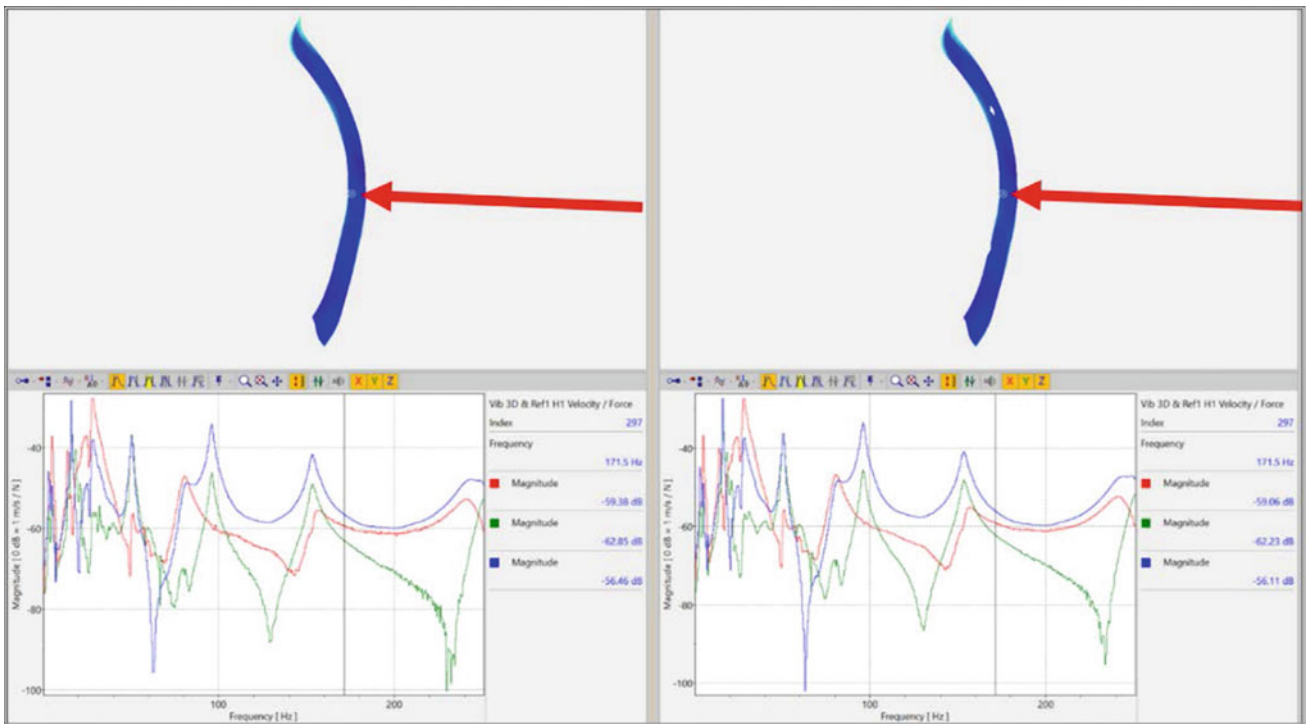 X Y Z
X Y Z
Vib 3D & Ref1 H1 Velocity / Force
Index 297
Frequency
171.5 Hz
Magnitude
-59.38 dB
Magnitude
-62.85 dB
Magnitude
-56.46 dB
Magnitude [ 0 dB = 1 m/s / N ]
-40
-60
-80
-100
200
Frequency [ Hz ]
Vib 3D & Ref1 H1 Velocity / Force
Index 297
Frequency
171.5 Hz
Magnitude
-59.06 dB
Magnitude
-62.23 dB
Magnitude
-56.11 dB
Magnitude [ 0 dB = 1 m/s / N ]
-40
-60
-80
-100
200
Frequency [ Hz ]